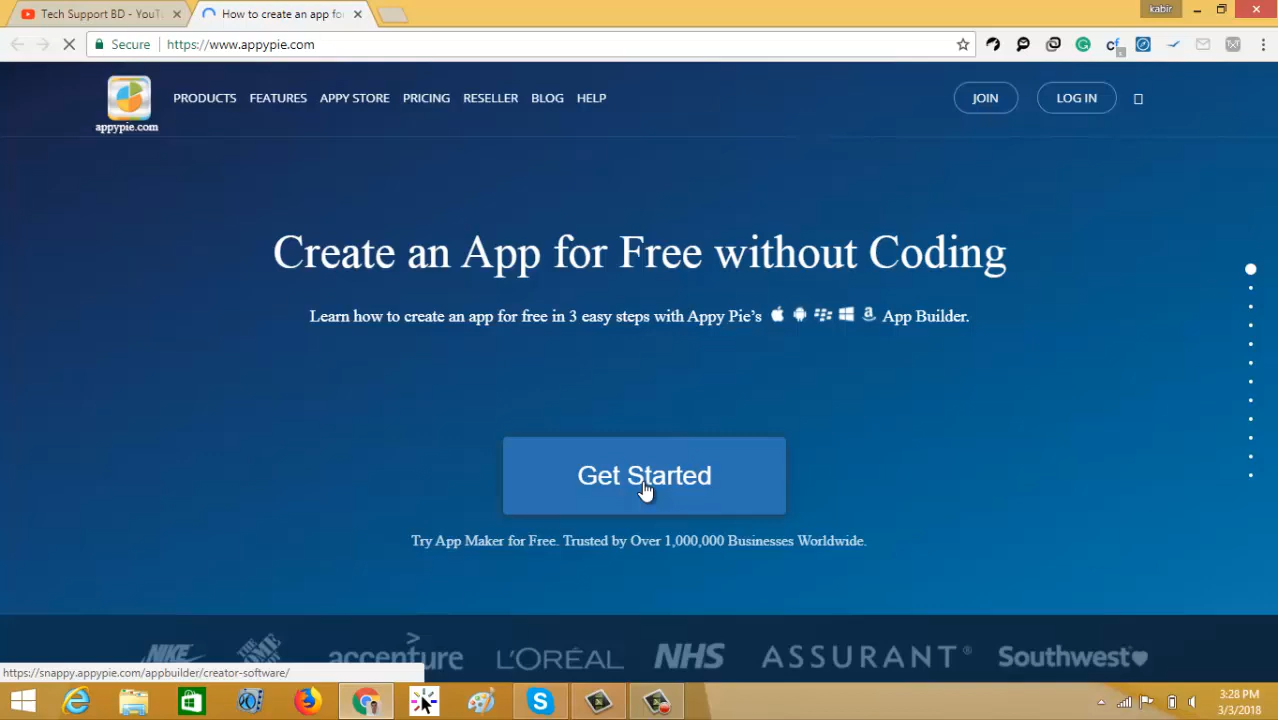 Tech Support BD - YouT
How to create an app fo
kabir
Secure
https://www.appypie.com
appypie.com
PRODUCTS FEATURES APPY STORE PRICING RESELLER BLOG HELP
JOIN
LOG IN
Create an App for Free without Coding
Learn how to create an app for free in 3 easy steps with Appy Pie's App Builder.
Get Started
Try App Maker for Free. Trusted by Over 1,000,000 Businesses Worldwide.
NIKE
THE HOME
accenture
L'ORÉAL
NHS
ASSURANT®
Southwest
https://snappy.appypie.com/appbuilder/creator-software/
3:28 PM
3/3/2018